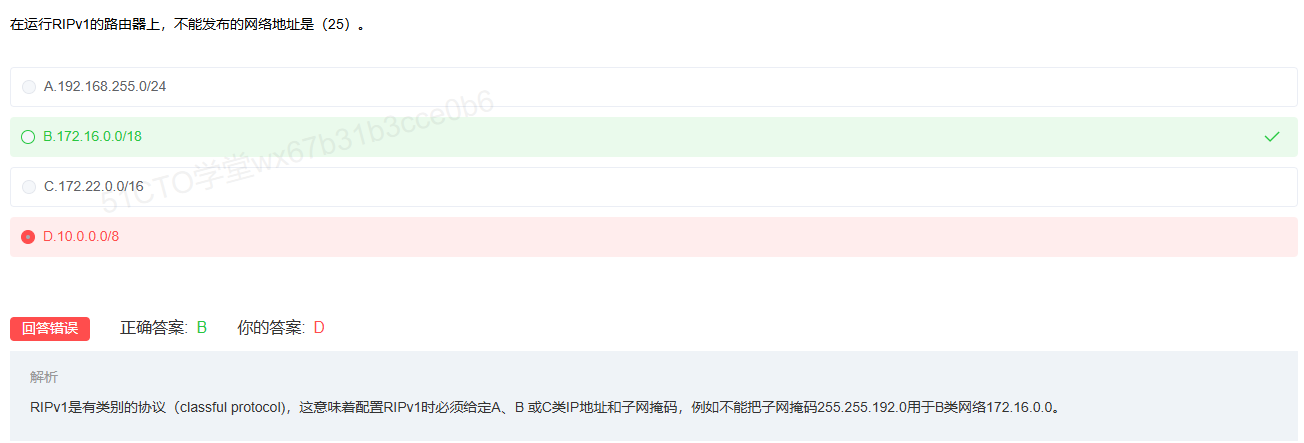 在运行RIPv1的路由器上，不能发布的网络地址是（25）。
A.192.168.255.0/24
B.172.16.0.0/18
51CTO学堂wx67b31b3cce0b6
C.172.22.0.0/16
D.10.0.0.0/8
回答错误 正确答案: B 你的答案: D
解析
RIPv1是有类别的协议（classful protocol)，这意味着配置RIPv1时必须给定A、B 或C类IP地址和子网掩码，例如不能把子网掩码255.255.192.0用于B类网络172.16.0.0。